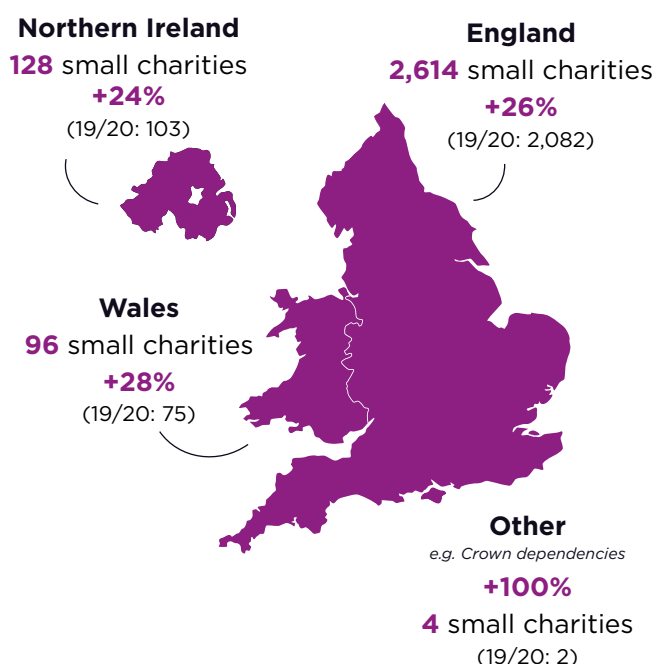 Northern Ireland
128 small charities
+24%
(19/20: 103)
England
2,614 small charities
+26%
(19/20: 2,082)
Wales
96 small charities
+28%
(19/20: 75)
Other
e.g. Crown dependencies
+100%
4 small charities
(19/20: 2)